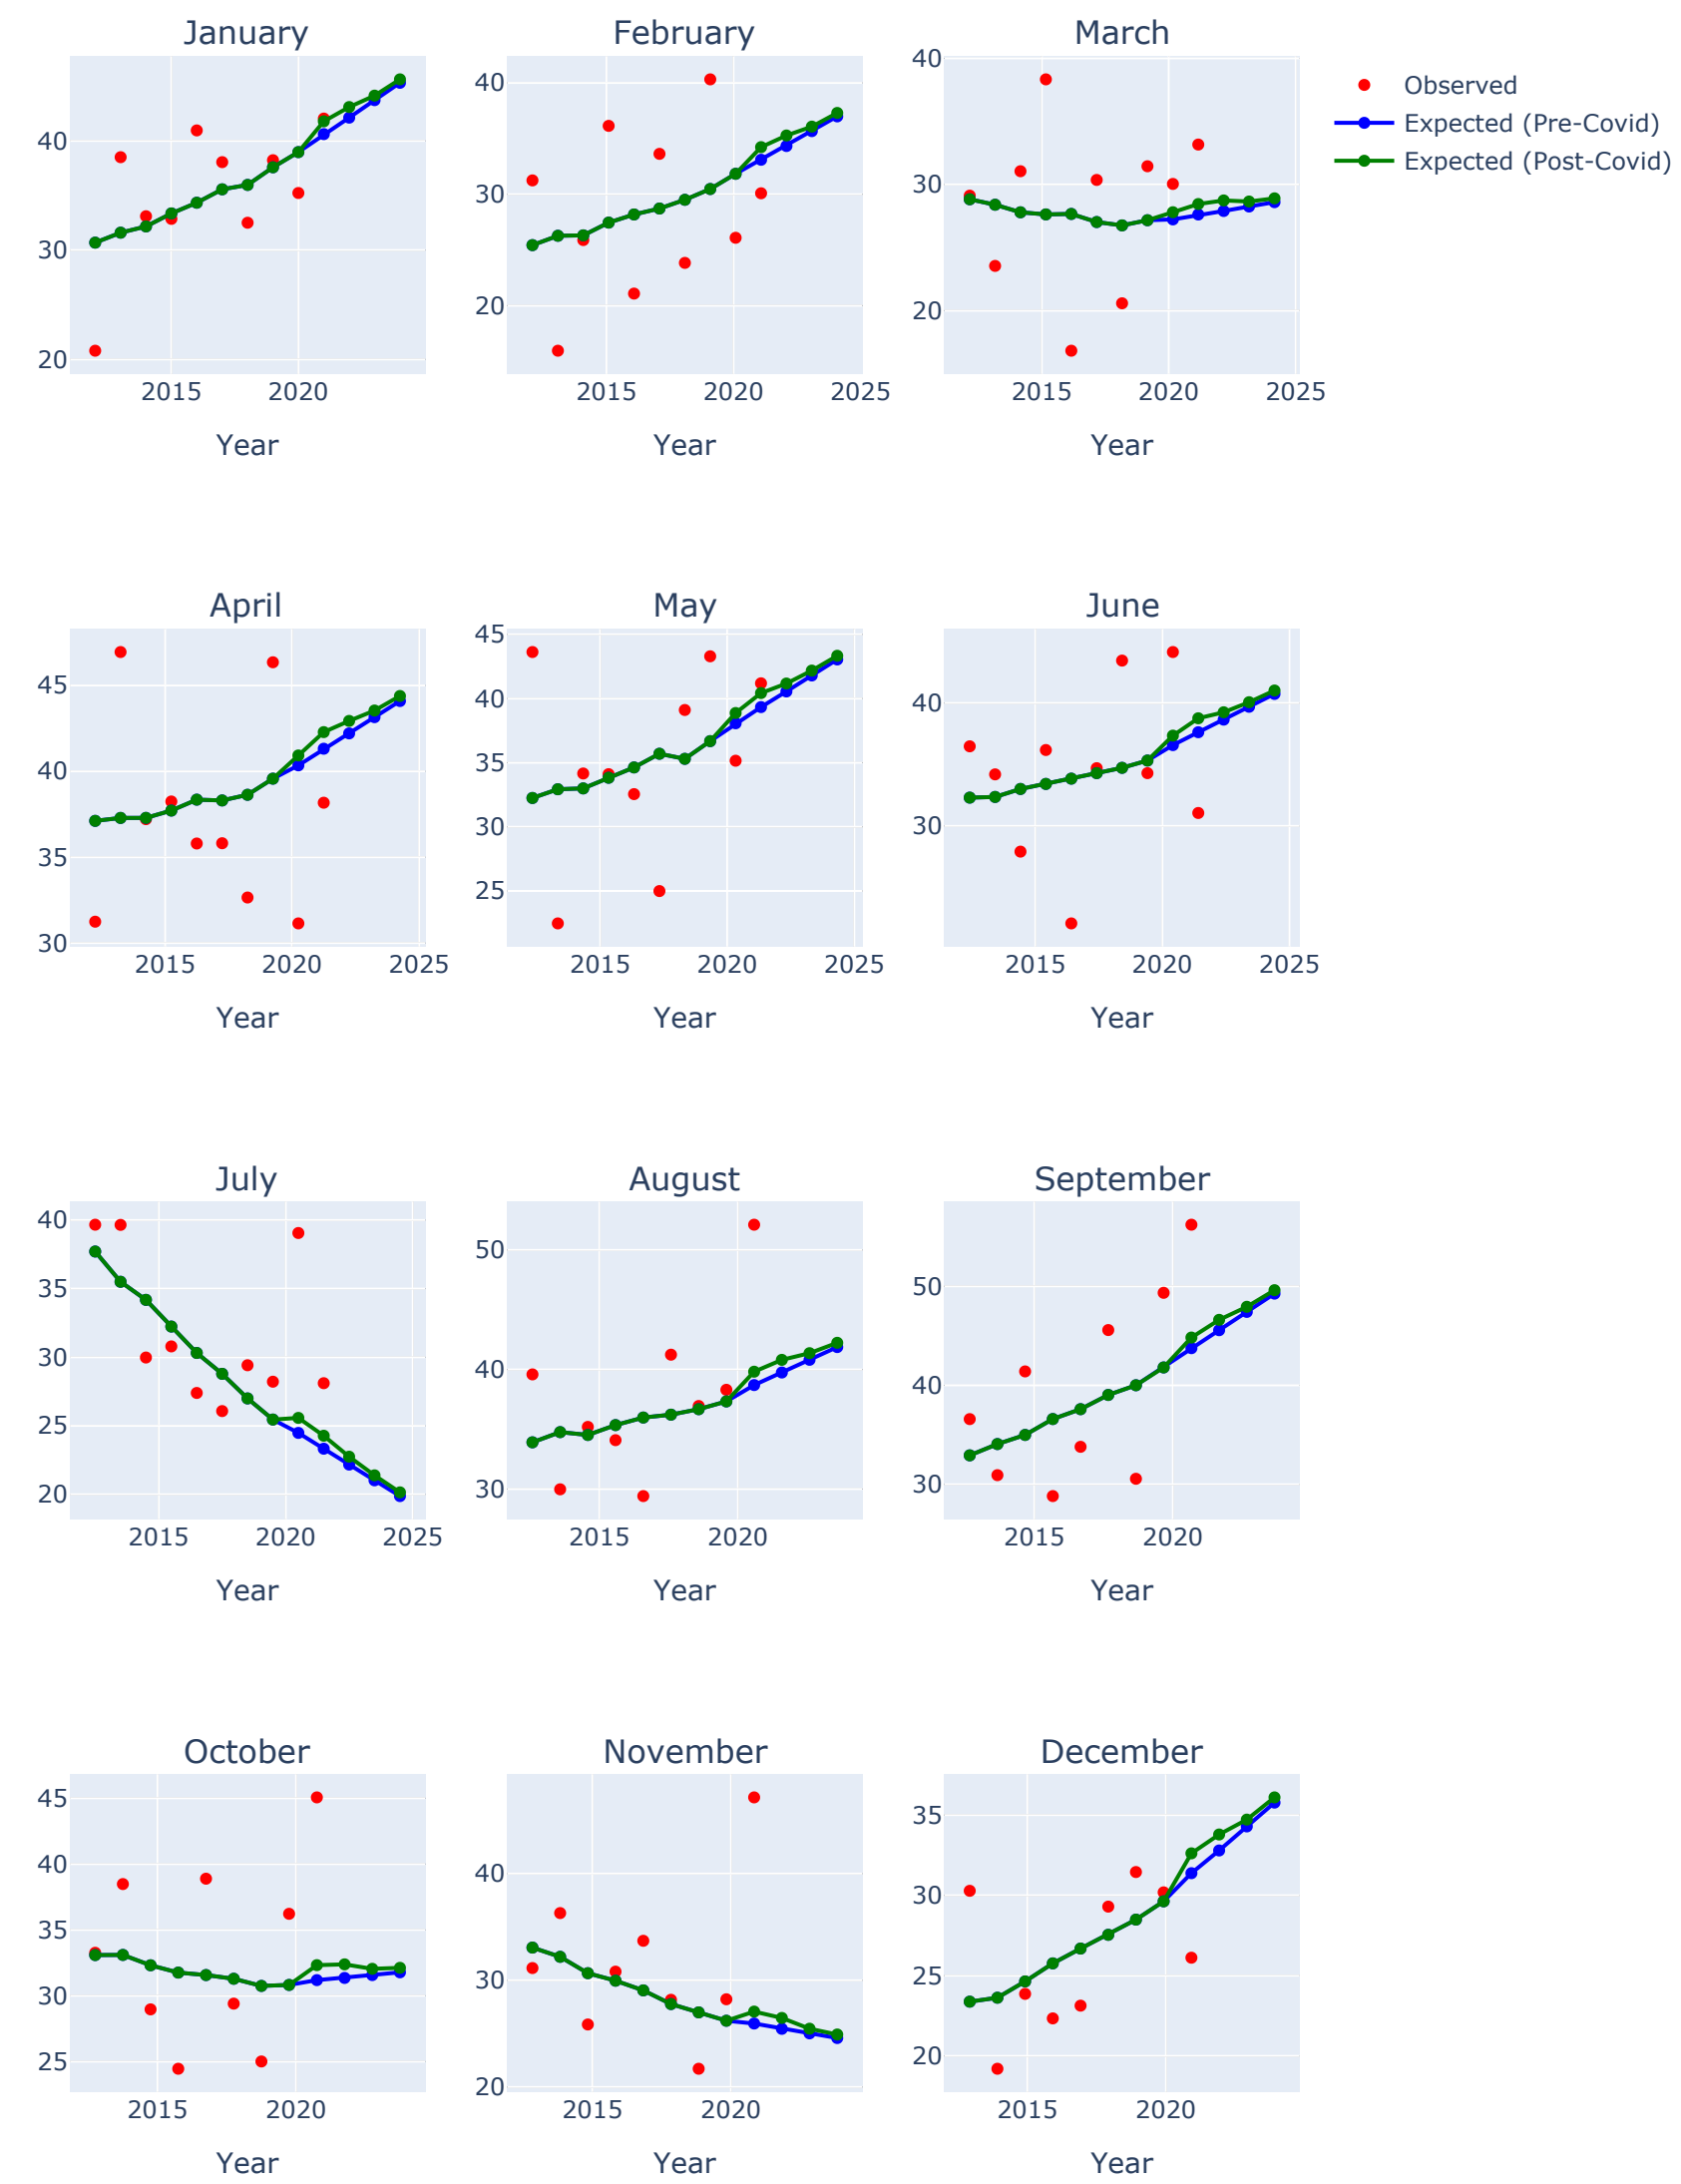 January
February
March
40
30
20
2015
2020
Year
40
30
20
2015
2020
2025
Year
40
30
20
2015
2020
2025
Year
Observed
Expected (Pre-Covid)
Expected (Post-Covid)
April
May
June
45
40
35
30
2015
2020
2025
Year
45
40
35
30
25
2015
2020
2025
Year
40
30
2015
2020
2025
Year
July
August
September
40
35
30
25
20
2015
2020
2025
Year
50
40
30
2015
2020
Year
50
40
30
2015
2020
Year
October
November
December
45
40
35
30
25
2015
2020
Year
40
30
20
2015
2020
Year
35
30
25
20
2015
2020
Year